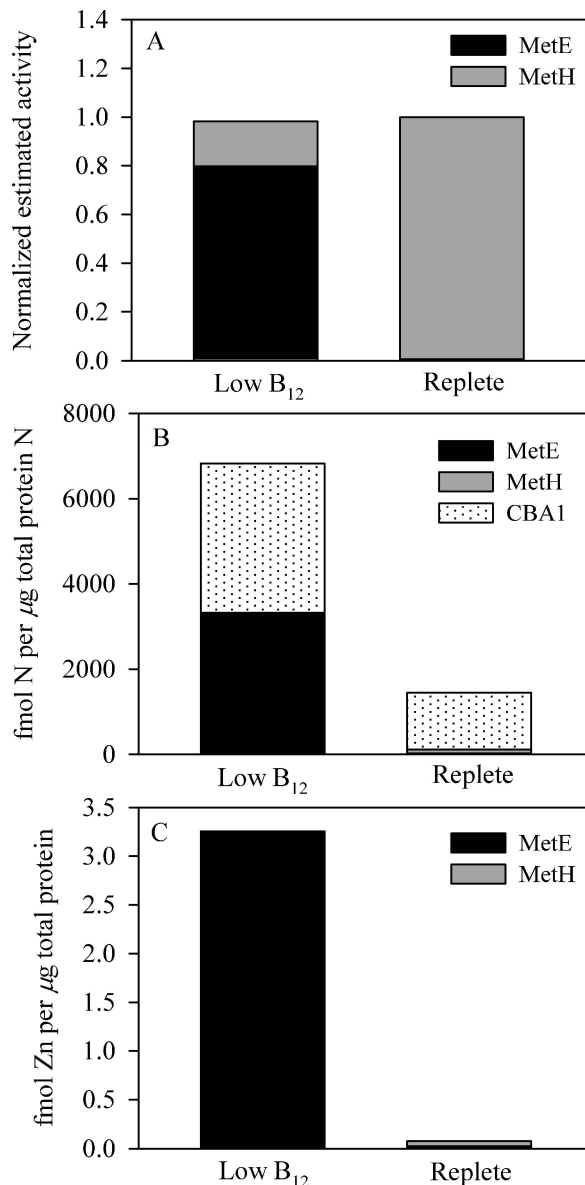 A
MetE
MetH
Normalized estimated activity
1.4
1.2
1.0
0.8
0.6
0.4
0.2
0.0
Low B₁₂
Replete
B
MetE
MetH
CBA1
fmol N per µg total protein N
8000
6000
4000
2000
0
Low B₁₂
Replete
C
MetE
MetH
fmol Zn per µg total protein
3.5
3.0
2.5
2.0
1.5
1.0
0.5
0.0
Low B₁₂
Replete